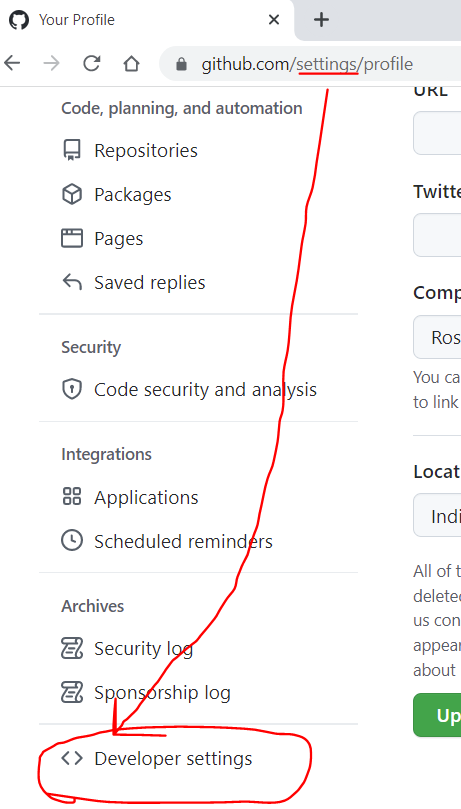 Your Profile
github.com/settings/profile
Code, planning, and automation
Repositories
Packages
Pages
Saved replies
Security
Code security and analysis
Integrations
Applications
Scheduled reminders
Archives
Security log
Sponsorship log
Developer settings
URL
Twitte
Comp
Ros
You ca
to link
Locat
Indi
All of t
deleted
us con
appear
about
Up